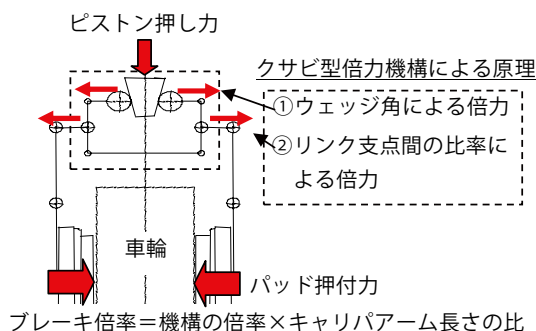 ピストン押し力
クサビ型倍力機構による原理
①ウェッジ角による倍力
②リンク支点間の比率に
よる倍力
車輪
パッド押付力
ブレーキ倍率＝機構の倍率×キャリパアーム長さの比